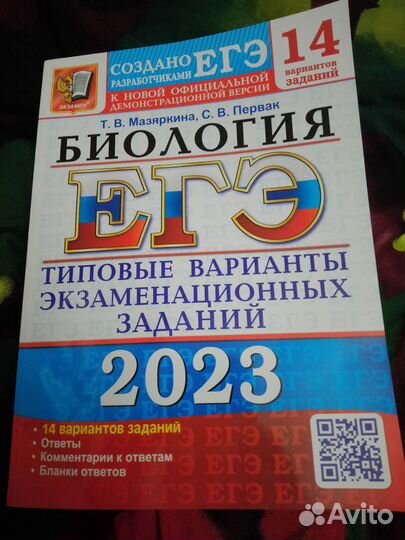 СОЗДАНО
РАЗРАБОТЧИКАМИ ЕГЭ
К НОВОЙ ОФИЦИАЛЬНОЙ
ДЕМОНСТРАЦИОННОЙ ВЕРСИИ
14
вариантов
заданий
ЭКЗАМЕН
Т. В. Мазяркина, С. В. Первак
БИОЛОГИЯ
ЕГЭ
ТИПОВЫЕ ВАРИАНТЫ
ЭКЗАМЕНАЦИОННЫХ
ЗАДАНИЙ
2023
• 14 вариантов заданий
• Ответы
• Комментарии к ответам
• Бланки ответов
Avito